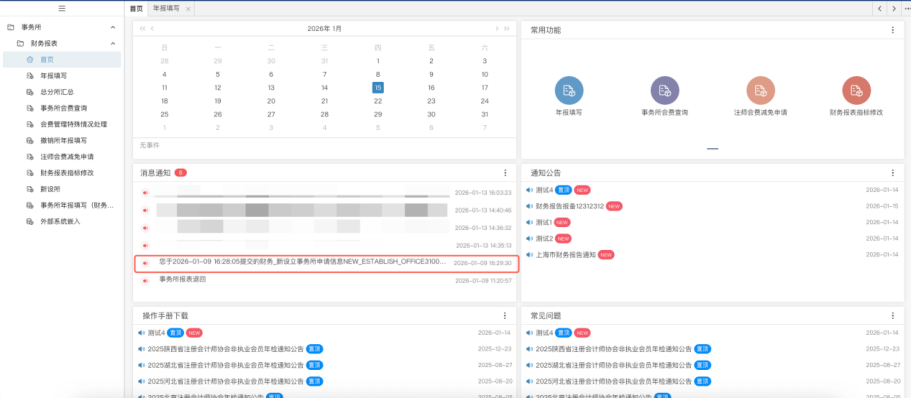 首页
年报填写
事务所
财务报表
首页
年报填写
总分所汇总
事务所会费查询
会费管理特殊情况处理
撤销所年报填写
注师会费减免申请
财务报表指标修改
新设所
事务所年报填写（财务...
外部系统嵌入
2026年 1月
日 一 二 三 四 五 六
28 29 30 31 1 2 3
4 5 6 7 8 9 10
11 12 13 14 15 16 17
18 19 20 21 22 23 24
25 26 27 28 29 30 31
1 2 3 4 5 6 7
无事件
常用功能
年报填写
事务所会费查询
注师会费减免申请
财务报表指标修改
消息通知 6
2026-01-13 16:03:23
2026-01-13 14:40:46
2026-01-13 14:36:32
2026-01-13 14:35:13
您于2026-01-09 16:28:05提交的财务_新设立事务所申请信息NEW_ESTABLISH_OFFICE3100... 2026-01-09 16:29:30
事务所报表退回 2026-01-09 11:20:57
通知公告
测试4 置顶 NEW 2026-01-14
财务报告报备12312312 NEW 2026-01-15
测试1 NEW 2026-01-14
测试2 NEW 2026-01-14
上海市财务报告通知 NEW 2026-01-14
操作手册下载
测试4 置顶 NEW 2026-01-14
2025陕西省注册会计师协会非执业会员年检通知公告 置顶 2025-12-23
2025湖北省注册会计师协会非执业会员年检通知公告 置顶 2025-08-27
2025河北省注册会计师协会非执业会员年检通知公告 置顶 2025-08-20
常见问题
测试4 置顶 NEW 2026-01-14
2025陕西省注册会计师协会非执业会员年检通知公告 置顶 2025-12-23
2025湖北省注册会计师协会非执业会员年检通知公告 置顶 2025-08-27
2025河北省注册会计师协会非执业会员年检通知公告 置顶 2025-08-20